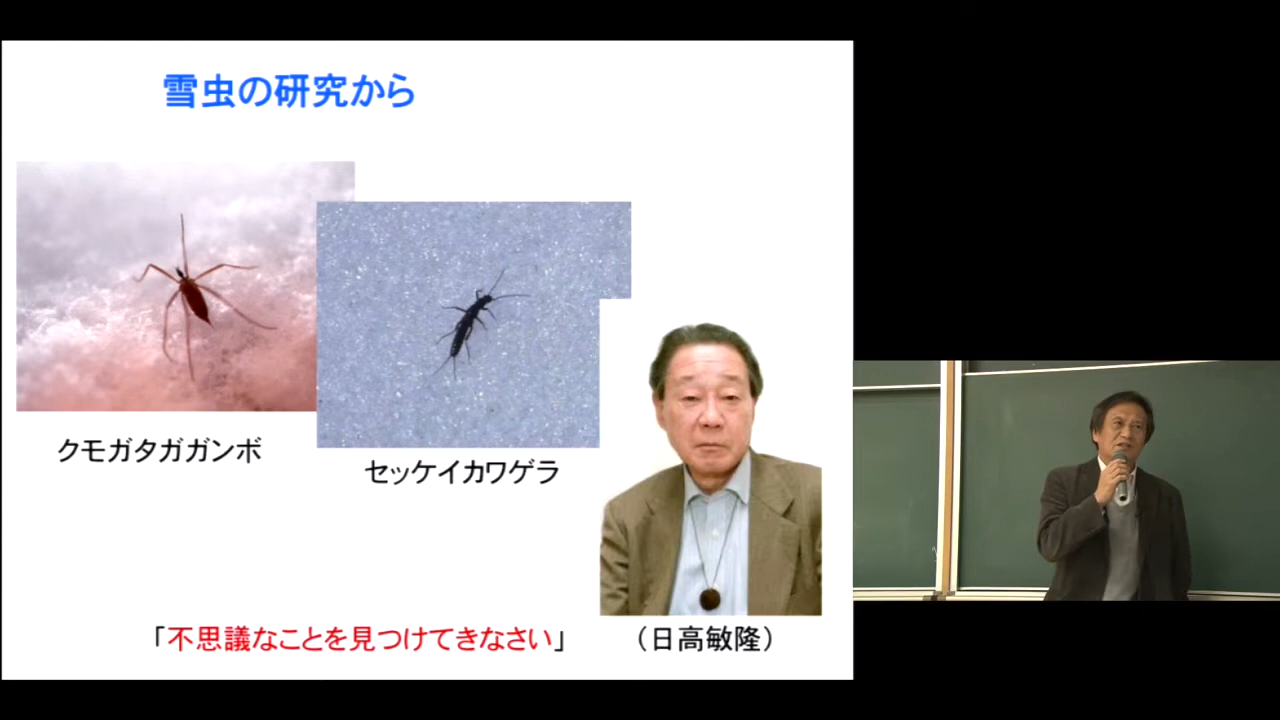 雪虫の研究から
クモガタガガンボ
セッケイカワゲラ
「不思議なことを見つけてきなさい」
（日高敏隆）